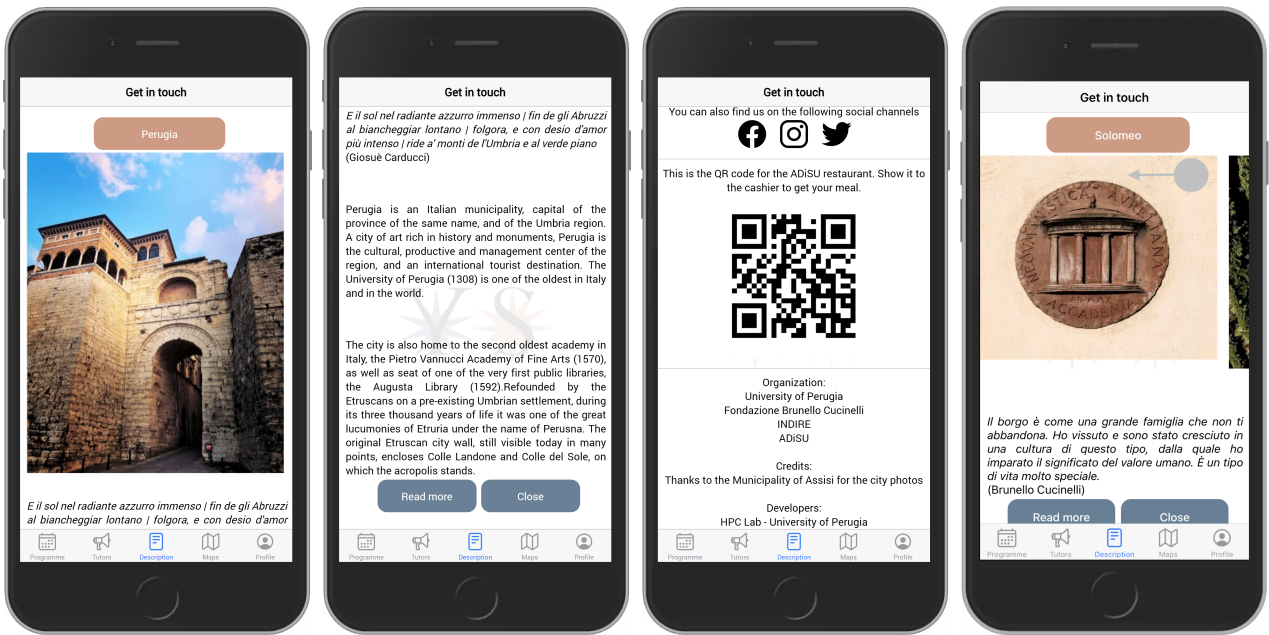 Get in touch
Perugia
E il sol nel radiante azzurro immenso | fin de gli Abruzzi
al biancheggiar lontano | folgora, e con desio d'amor
Programme
Tutors
Description
Maps
Profile
Get in touch
E il sol nel radiante azzurro immenso | fin de gli Abruzzi
al biancheggiar lontano | folgora, e con desio d'amor
più intenso | ride a' monti de l'Umbria e al verde piano
(Giosuè Carducci)
Perugia is an Italian municipality, capital of the
province of the same name, and of the Umbria region.
A city of art rich in history and monuments, Perugia is
the cultural, productive and management center of the
region, and an international tourist destination. The
University of Perugia (1308) is one of the oldest in Italy
and in the world.
The city is also home to the second oldest academy in
Italy, the Pietro Vannucci Academy of Fine Arts (1570),
as well as seat of one of the very first public libraries,
the Augusta Library (1592).Refounded by the
Etruscans on a pre-existing Umbrian settlement, during
its three thousand years of life it was one of the great
lucumonies of Etruria under the name of Perusna. The
original Etruscan city wall, still visible today in many
points, encloses Colle Landone and Colle del Sole, on
which the acropolis stands.
Read more
Close
Programme
Tutors
Description
Maps
Profile
Get in touch
You can also find us on the following social channels
This is the QR code for the ADiSU restaurant. Show it to
the cashier to get your meal.
Organization:
University of Perugia
Fondazione Brunello Cucinelli
INDIRE
ADiSU
Credits:
Thanks to the Municipality of Assisi for the city photos
Developers:
HPC Lab - University of Perugia
Programme
Tutors
Description
Maps
Profile
Get in touch
Solomeo
ACCADEMIA
Il borgo è come una grande famiglia che non ti
abbandona. Ho vissuto e sono stato cresciuto in
una cultura di questo tipo, dalla quale ho
imparato il significato del valore umano. È un tipo
di vita molto speciale.
(Brunello Cucinelli)
Read more
Close
Programme
Tutors
Description
Maps
Profile